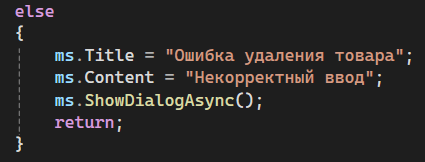 else
{
ms.Title = "Ошибка удаления товара";
ms.Content = "Некорректный ввод";
ms.ShowDialogAsync();
return;
}